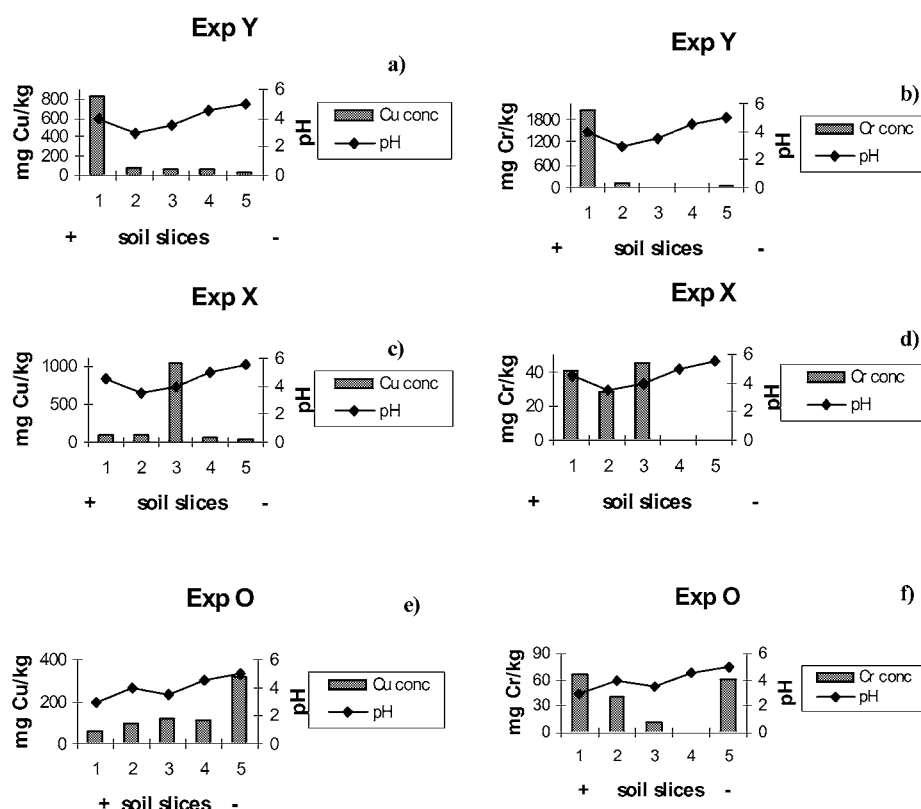 Exp Y
a)
mg Cu/kg
800
600
400
200
0
6
4
2
0
pH
Cu conc
pH
1 2 3 4 5
+ soil slices -
Exp Y
b)
mg Cr/kg
1800
1200
600
0
6
4
2
0
pH
Cr conc
pH
1 2 3 4 5
+ soil slices -
Exp X
c)
mg Cu/kg
1000
500
0
6
4
2
0
pH
Cu conc
pH
1 2 3 4 5
+ soil slices -
Exp X
d)
mg Cr/kg
40
20
0
6
4
2
0
pH
Cr conc
pH
1 2 3 4 5
+ soil slices -
Exp O
e)
mg Cu/kg
400
200
0
6
4
2
0
pH
Cu conc
pH
1 2 3 4 5
+ soil slices -
Exp O
f)
mg Cr/kg
90
60
30
0
6
4
2
0
pH
Cr conc
pH
1 2 3 4 5
+ soil slices -